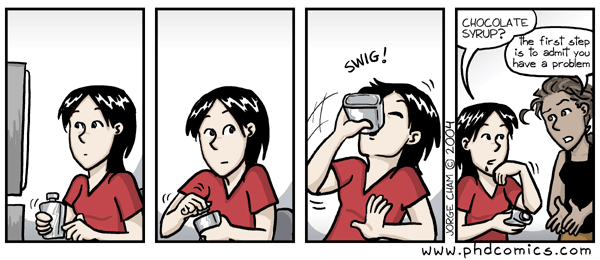 SWIG!
JORGE CHAM © 2004
CHOCOLATE
SYRUP?
The first step
is to admit you
have a problem
www.phdcomics.com